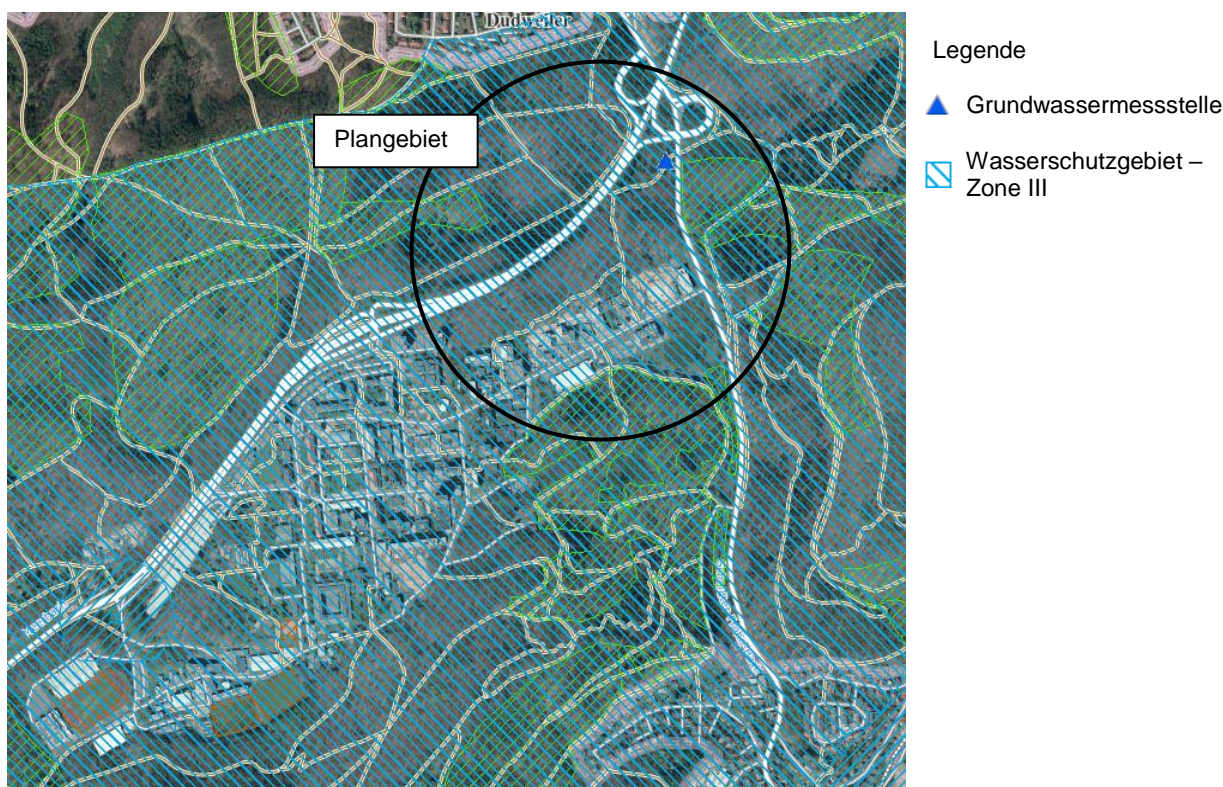 Dudweiler
Legende
Grundwassermessstelle
Plangebiet
Wasserschutzgebiet –
Zone III